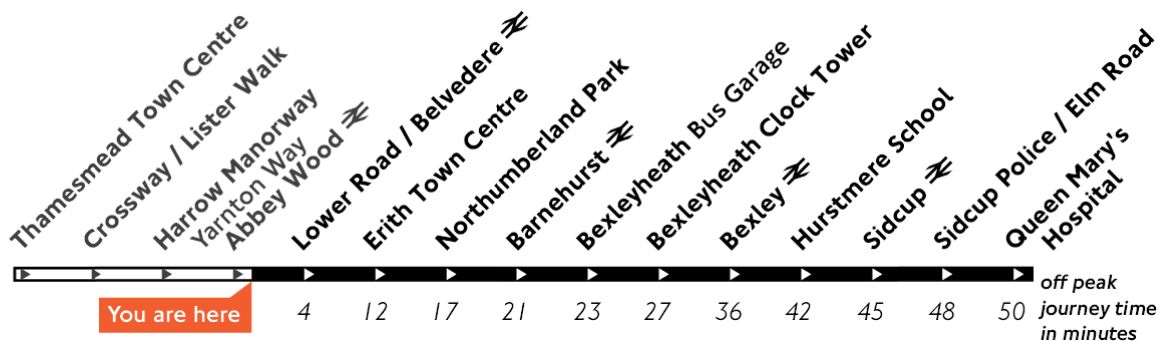 Thamesmead Town Centre
Crossway / Lister Walk
Harrow Manorway
Yarnton Way
Abbey Wood
Lower Road / Belvedere
Erith Town Centre
Northumberland Park
Barnehurst
Bexleyheath Bus Garage
Bexleyheath Clock Tower
Bexley
Hurstmere School
Sidcup
Sidcup Police / Elm Road
Queen Mary's
Hospital
You are here
4 12 17 21 23 27 36 42 45 48 50
off peak
journey time
in minutes